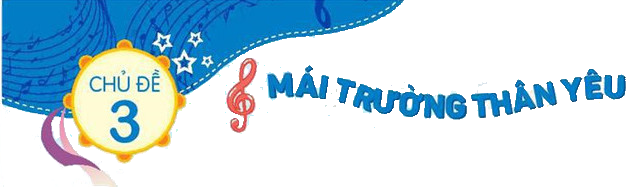 CHỦ ĐỀ
3
MÁI TRƯỜNG THÂN YÊU